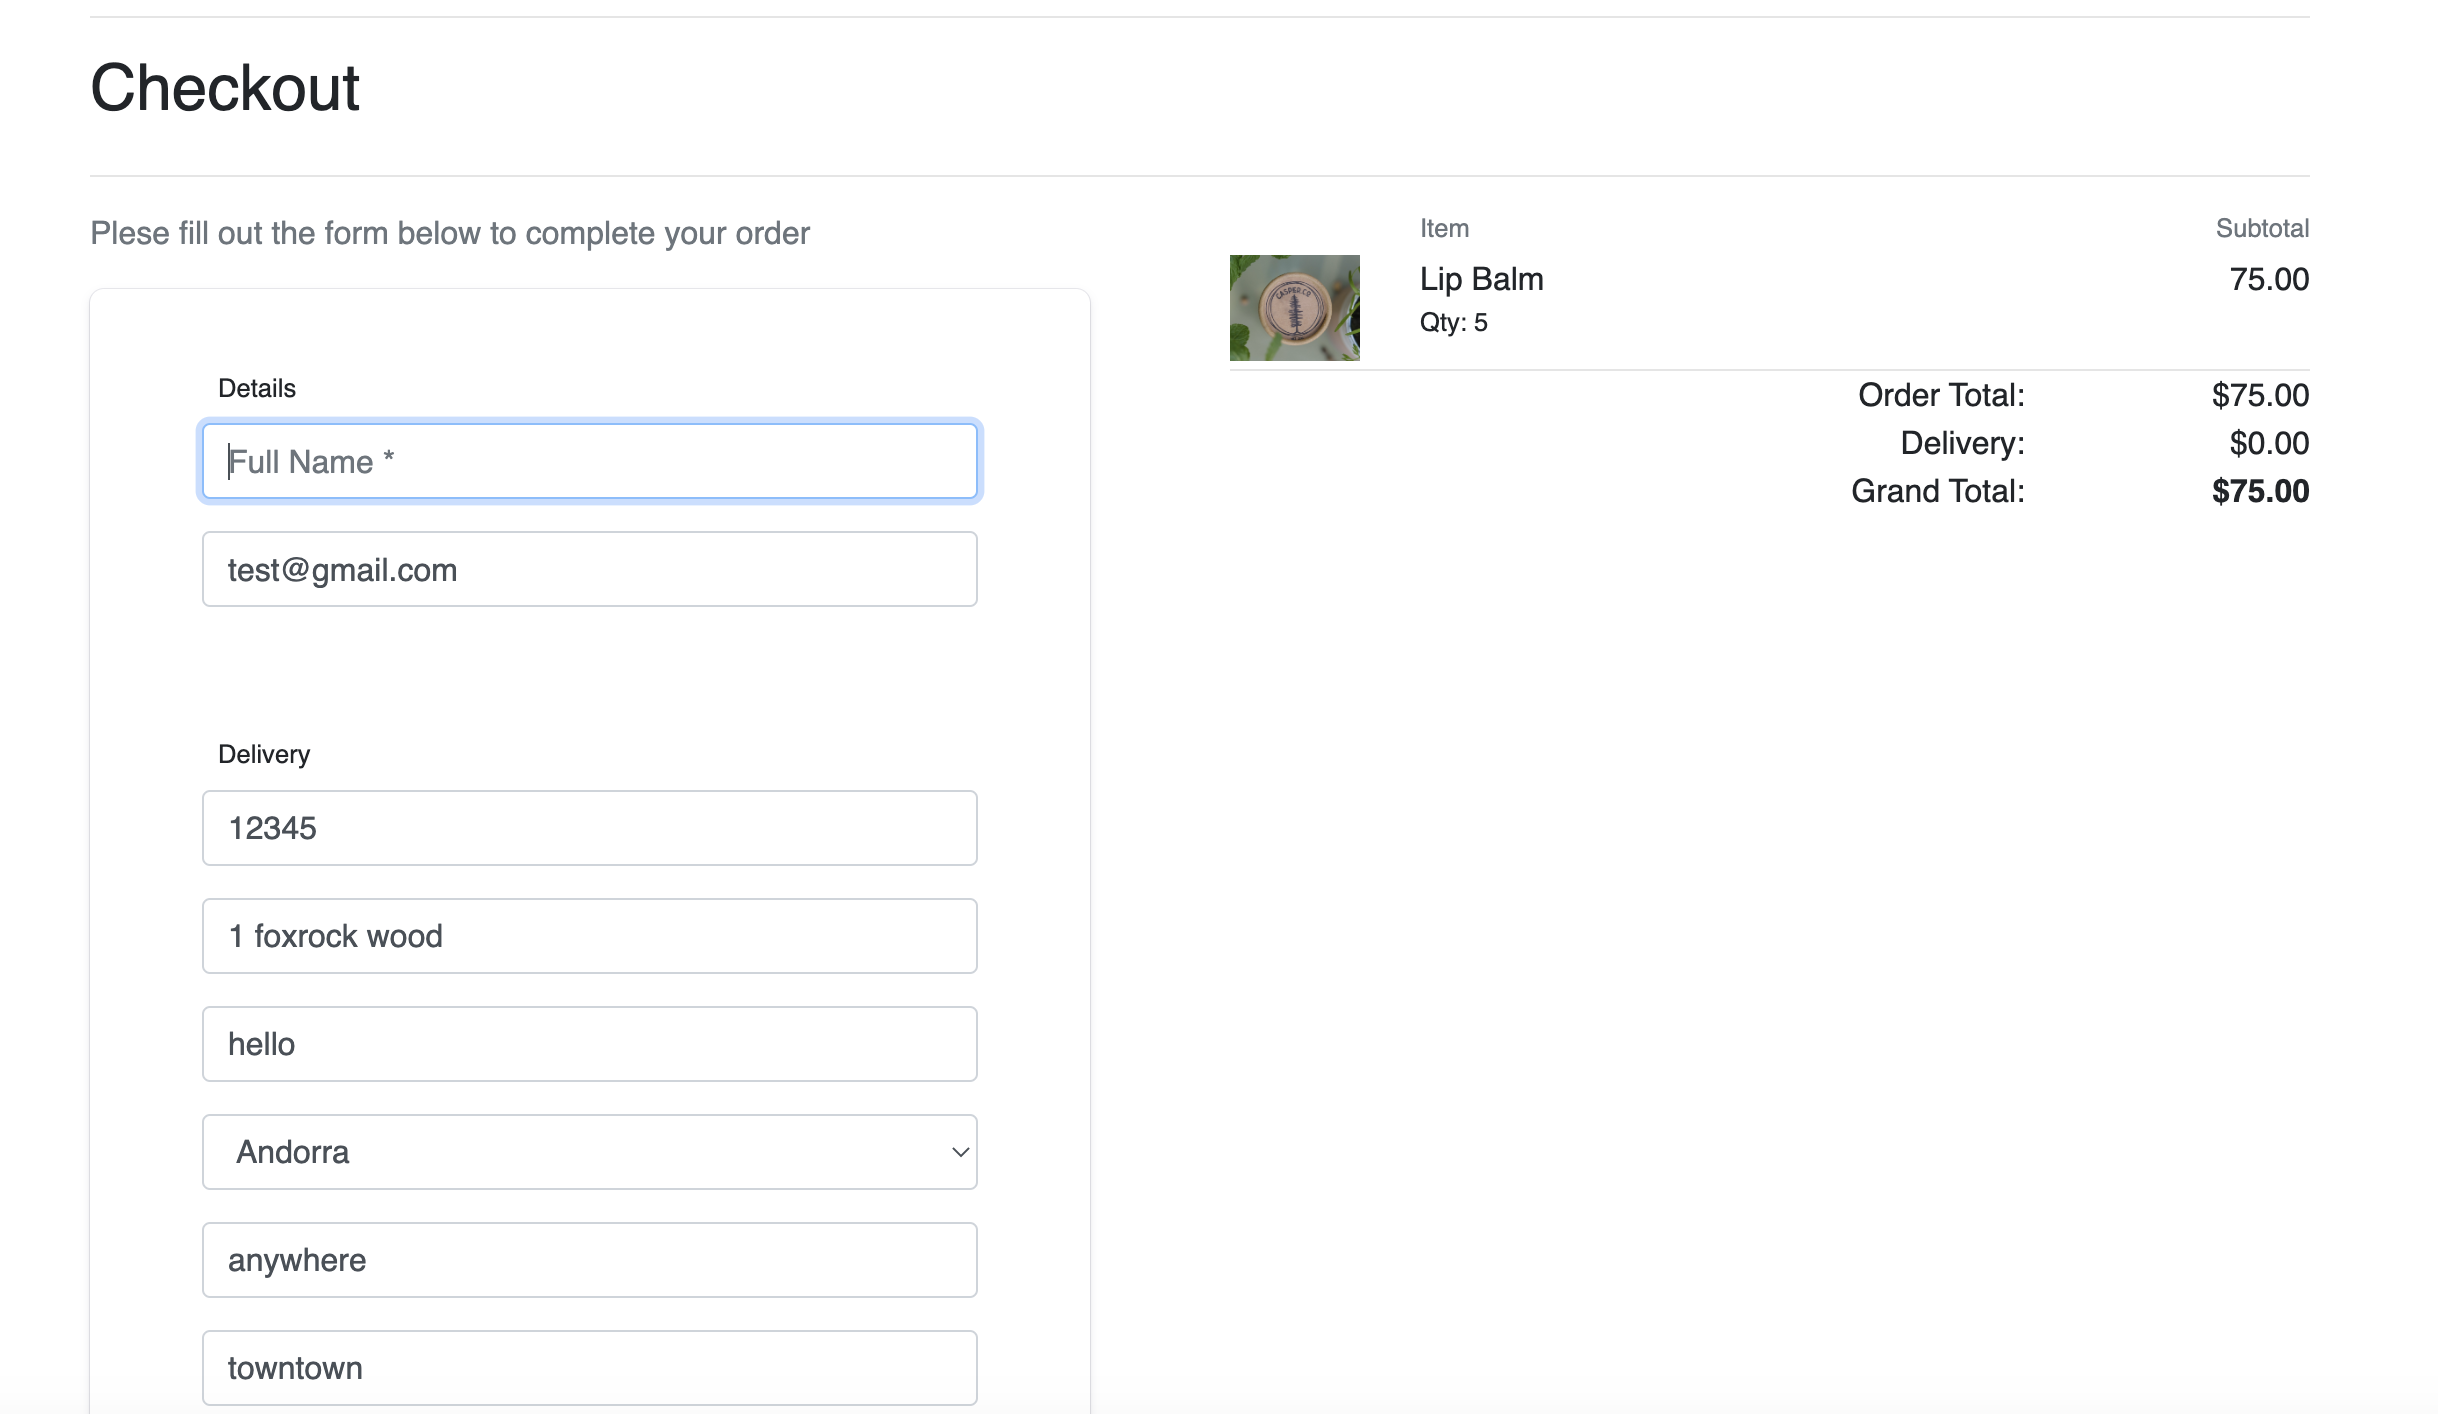 Checkout
Plese fill out the form below to complete your order
Details
Full Name *
test@gmail.com
Delivery
12345
1 foxrock wood
hello
Andorra
anywhere
towntown
Item Subtotal
CASPER CO
Lip Balm 75.00
Qty: 5
Order Total: $75.00
Delivery: $0.00
Grand Total: $75.00